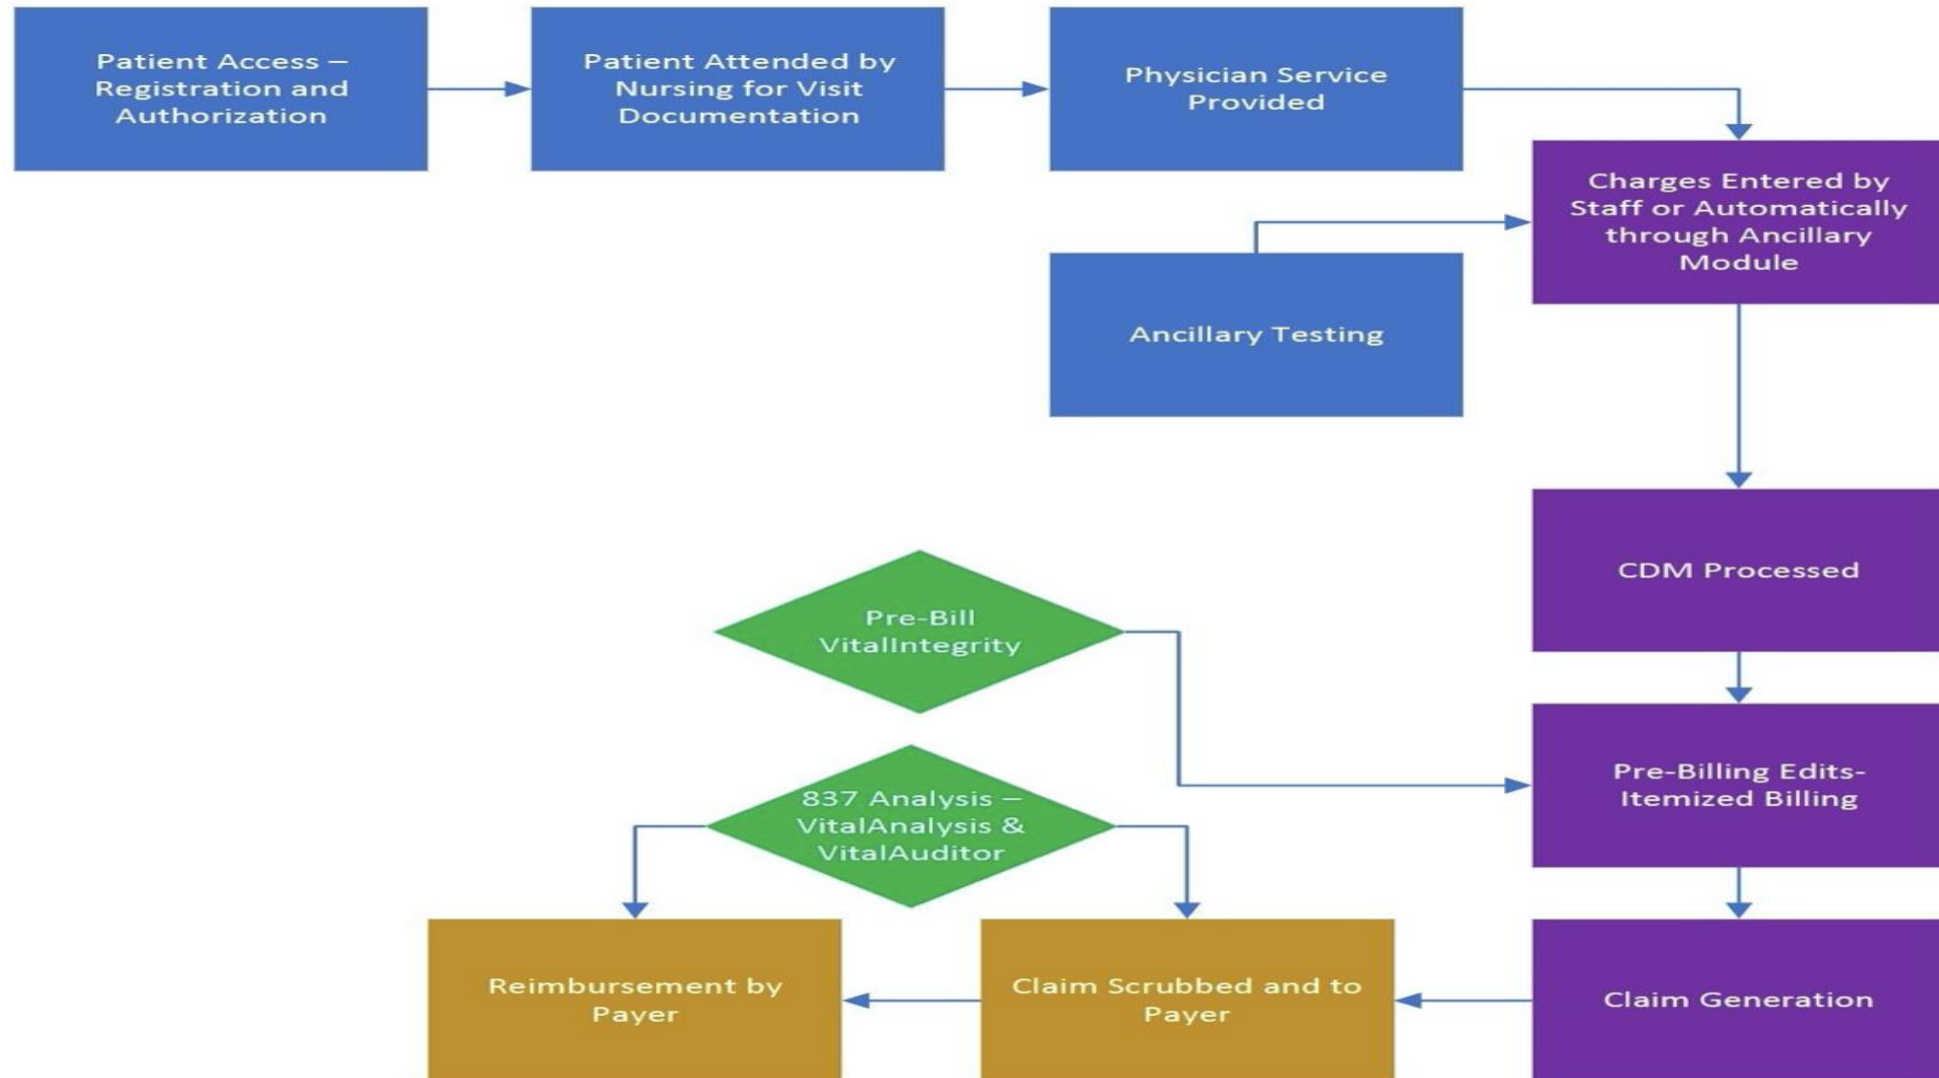 Patient Access –
Registration and
Authorization
Patient Attended by
Nursing for Visit
Documentation
Physician Service
Provided
Charges Entered by
Staff or Automatically
through Ancillary
Module
Ancillary Testing
CDM Processed
Pre-Bill
VitalIntegrity
Pre-Billing Edits-
Itemized Billing
837 Analysis –
VitalAnalysis &
VitalAuditor
Reimbursement by
Payer
Claim Scrubbed and to
Payer
Claim Generation